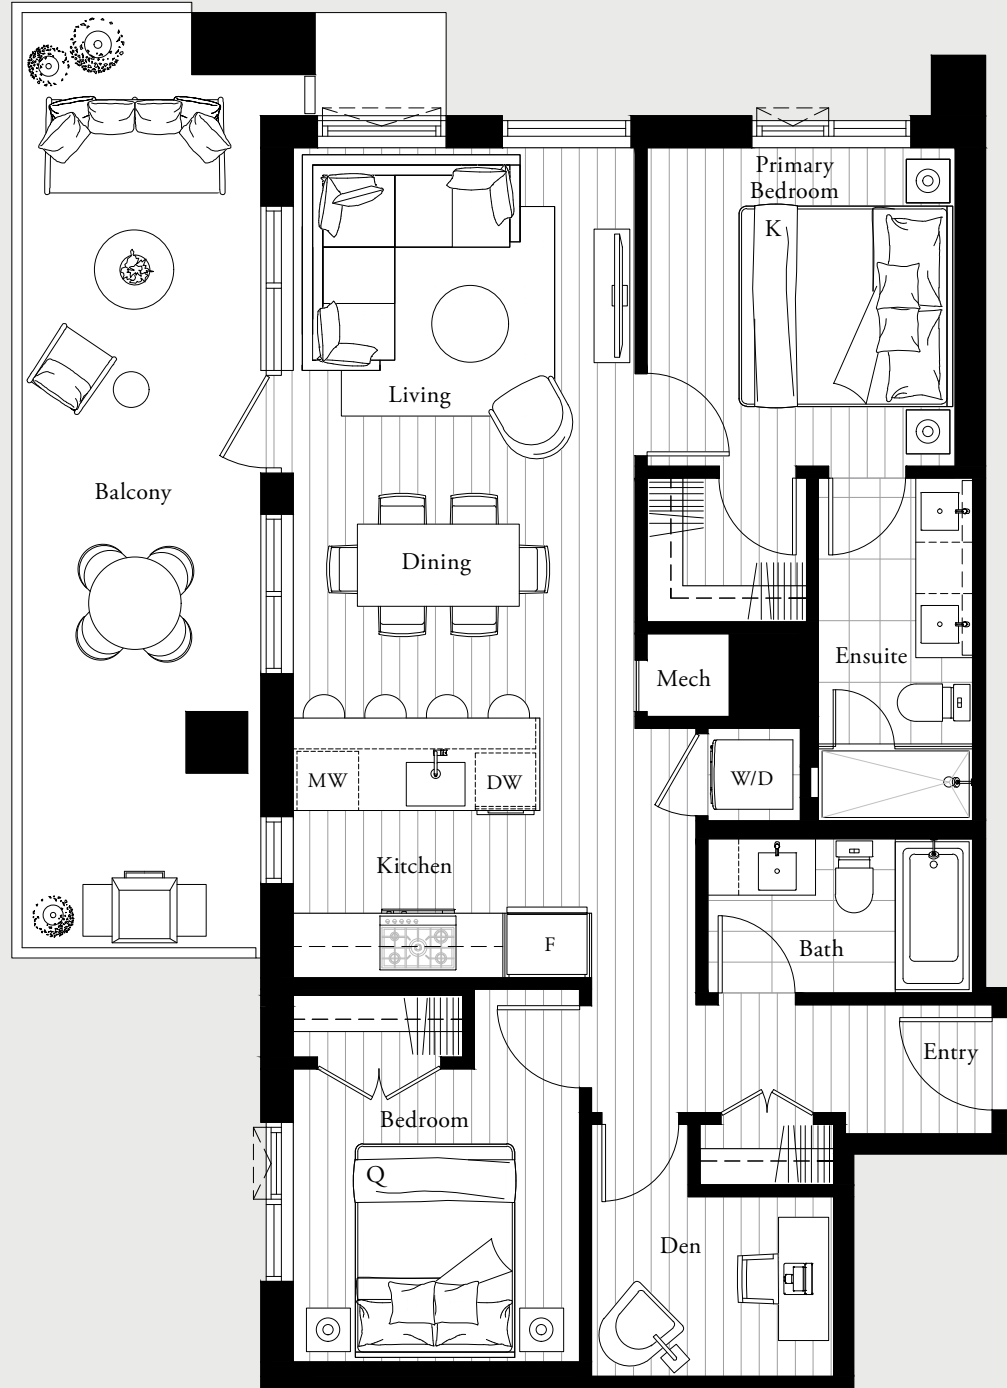 Primary
Bedroom
K
Living
Balcony
Dining
Ensuite
Mech
MW
DW
W/D
Kitchen
F
Bath
Entry
Bedroom
Q
Den